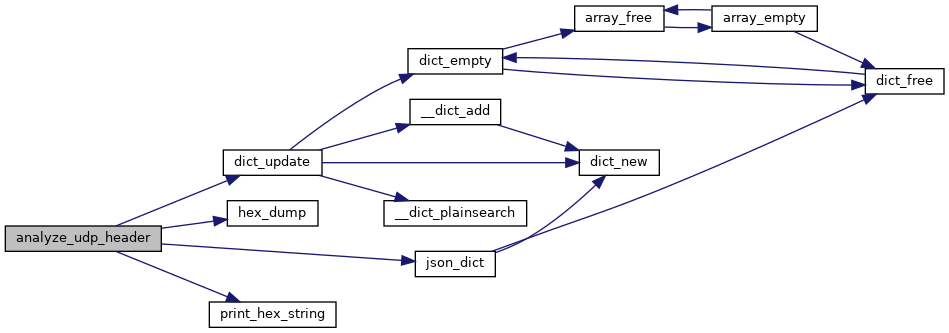 array_free
array_empty
dict_empty
dict_free
__dict_add
dict_update
dict_new
hex_dump
__dict_plainsearch
analyze_udp_header
json_dict
print_hex_string